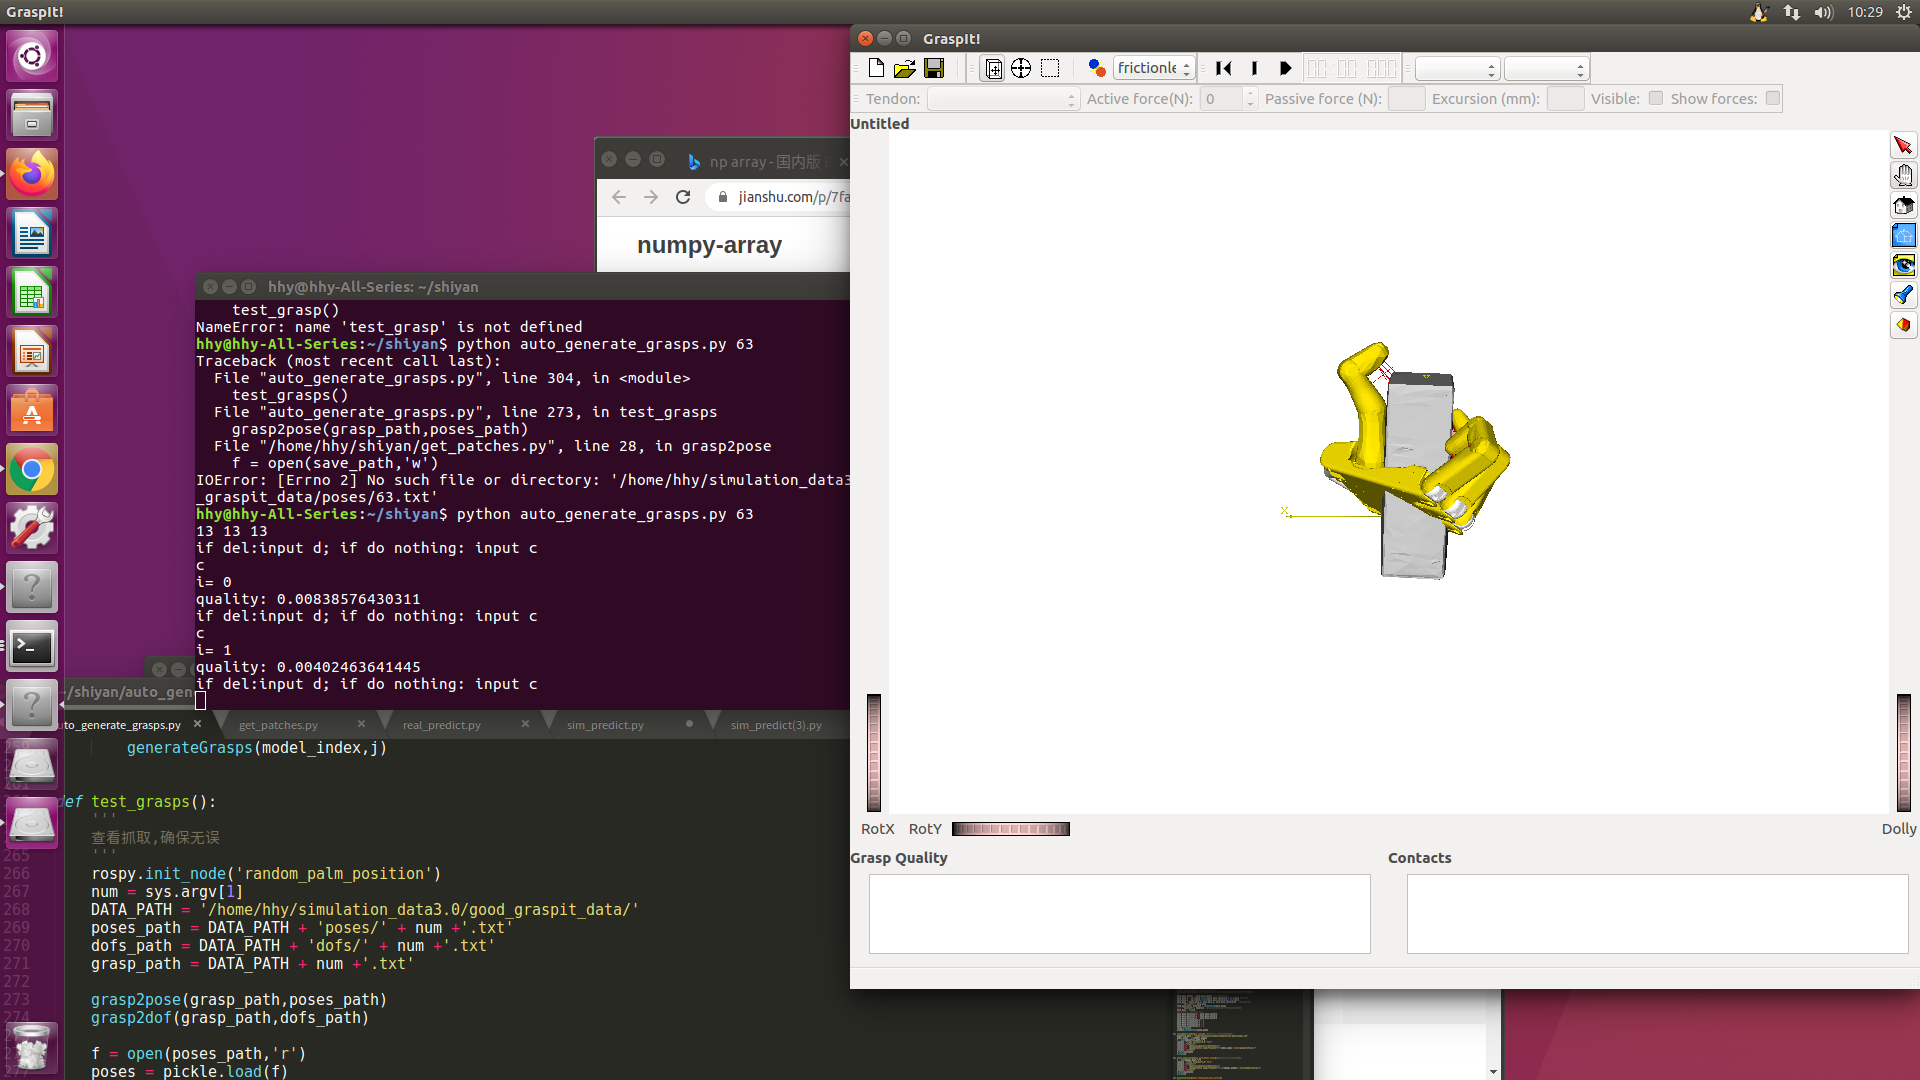 GraspIt!
10:29
GraspIt!
frictionle
Tendon:
Active force(N):
0
Passive force (N):
Excursion (mm):
Visible:
Show forces:
Untitled
np array - 国内版
jianshu.com/p/7fa
numpy-array
hhy@hhy-All-Series: ~/shiyan
test_grasp()
NameError: name 'test_grasp' is not defined
hhy@hhy-All-Series:~/shiyan$ python auto_generate_grasps.py 63
Traceback (most recent call last):
File "auto_generate_grasps.py", line 304, in <module>
test_grasps()
File "auto_generate_grasps.py", line 273, in test_grasps
grasp2pose(grasp_path,poses_path)
File "/home/hhy/shiyan/get_patches.py", line 28, in grasp2pose
f = open(save_path,'w')
IOError: [Errno 2] No such file or directory: '/home/hhy/simulation_data3
_graspit_data/poses/63.txt'
hhy@hhy-All-Series:~/shiyan$ python auto_generate_grasps.py 63
13 13 13
if del:input d; if do nothing: input c
c
i= 0
quality: 0.00838576430311
if del:input d; if do nothing: input c
c
i= 1
quality: 0.00402463641445
if del:input d; if do nothing: input c
~/shiyan/auto_gen
uto_generate_grasps.py
get_patches.py
real_predict.py
sim_predict.py
sim_predict(3).py
generateGrasps(model_index,j)
def test_grasps():
'''
查看抓取,确保无误
265 '''
266 rospy.init_node('random_palm_position')
267 num = sys.argv[1]
268 DATA_PATH = '/home/hhy/simulation_data3.0/good_graspit_data/'
269 poses_path = DATA_PATH + 'poses/' + num +'.txt'
270 dofs_path = DATA_PATH + 'dofs/' + num +'.txt'
271 grasp_path = DATA_PATH + num +'.txt'
272
273 grasp2pose(grasp_path,poses_path)
274 grasp2dof(grasp_path,dofs_path)
f = open(poses_path,'r')
poses = pickle.load(f)
X
RotX
RotY
Dolly
Grasp Quality
Contacts